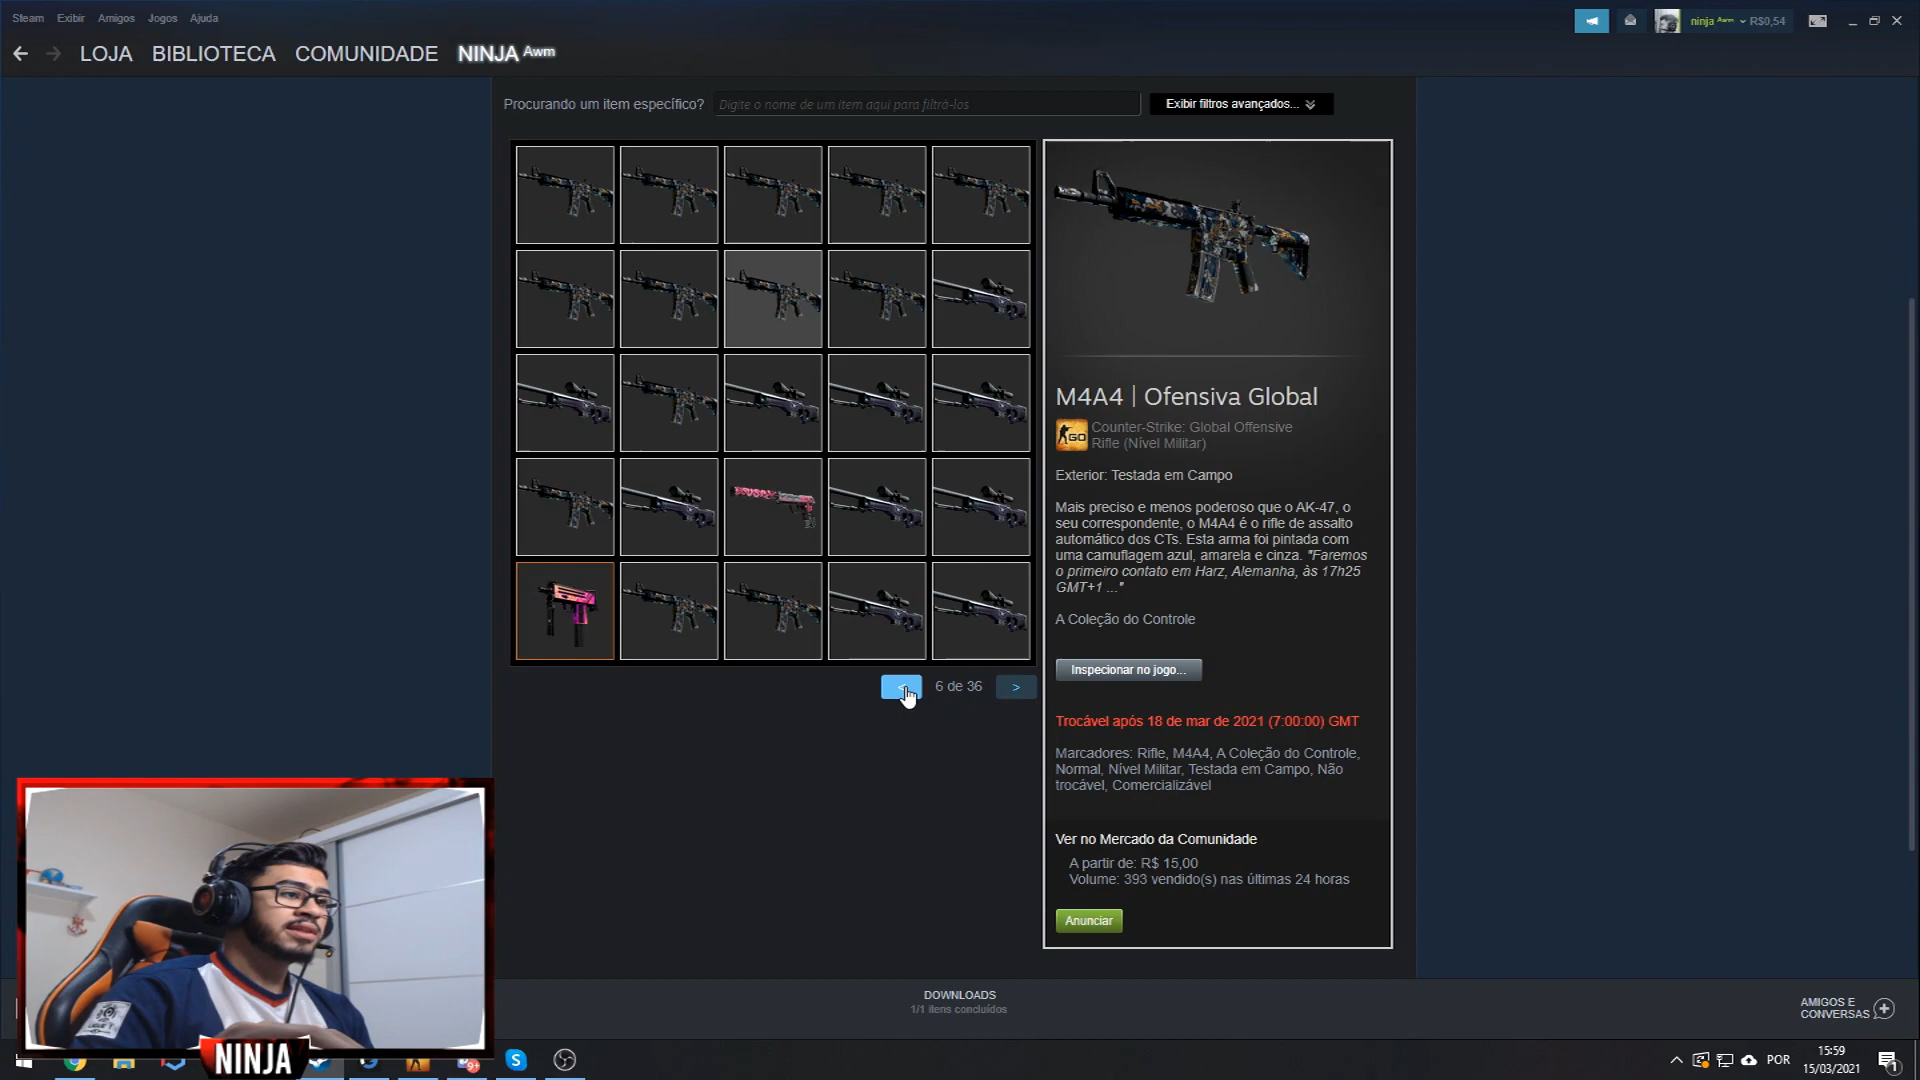 Steam Exibir Amigos Jogos Ajuda
ninja ᴬʷᵐ R$0,54
LOJA BIBLIOTECA COMUNIDADE NINJA ᴬʷᵐ
Procurando um item específico? Digite o nome de um item aqui para filtrá-los Exibir filtros avançados...
M4A4 | Ofensiva Global
GO
Counter-Strike: Global Offensive
Rifle (Nível Militar)
Exterior: Testada em Campo
Mais preciso e menos poderoso que o AK-47, o
seu correspondente, o M4A4 é o rifle de assalto
automático dos CTs. Esta arma foi pintada com
uma camuflagem azul, amarela e cinza. "Faremos
o primeiro contato em Harz, Alemanha, às 17h25
GMT+1 ..."
A Coleção do Controle
Inspecionar no jogo...
< 6 de 36 >
Trocável após 18 de mar de 2021 (7:00:00) GMT
Marcadores: Rifle, M4A4, A Coleção do Controle,
Normal, Nível Militar, Testada em Campo, Não
trocável, Comercializável
Ver no Mercado da Comunidade
A partir de: R$ 15,00
Volume: 393 vendido(s) nas últimas 24 horas
Anunciar
DOWNLOADS
1/1 itens concluídos
AMIGOS E
CONVERSAS
NINJA
9+
POR
15:59
15/03/2021
1